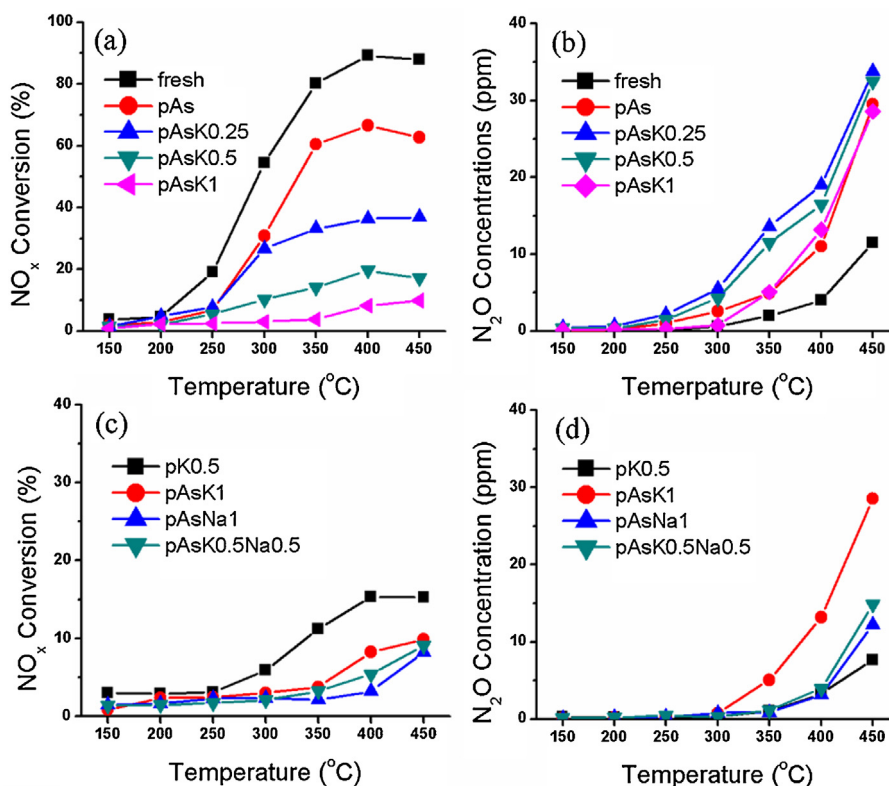 (a)
NOx Conversion (%)
100
80
60
40
20
0
fresh
pAs
pAsK0.25
pAsK0.5
pAsK1
150 200 250 300 350 400 450
Temperature (°C)
(b)
N2O Concentrations (ppm)
40
30
20
10
0
fresh
pAs
pAsK0.25
pAsK0.5
pAsK1
150 200 250 300 350 400 450
Temerpature (°C)
(c)
NOx Conversion (%)
40
30
20
10
0
pK0.5
pAsK1
pAsNa1
pAsK0.5Na0.5
150 200 250 300 350 400 450
Temperature (°C)
(d)
N2O Concentration (ppm)
40
30
20
10
0
pK0.5
pAsK1
pAsNa1
pAsK0.5Na0.5
150 200 250 300 350 400 450
Temperature (°C)